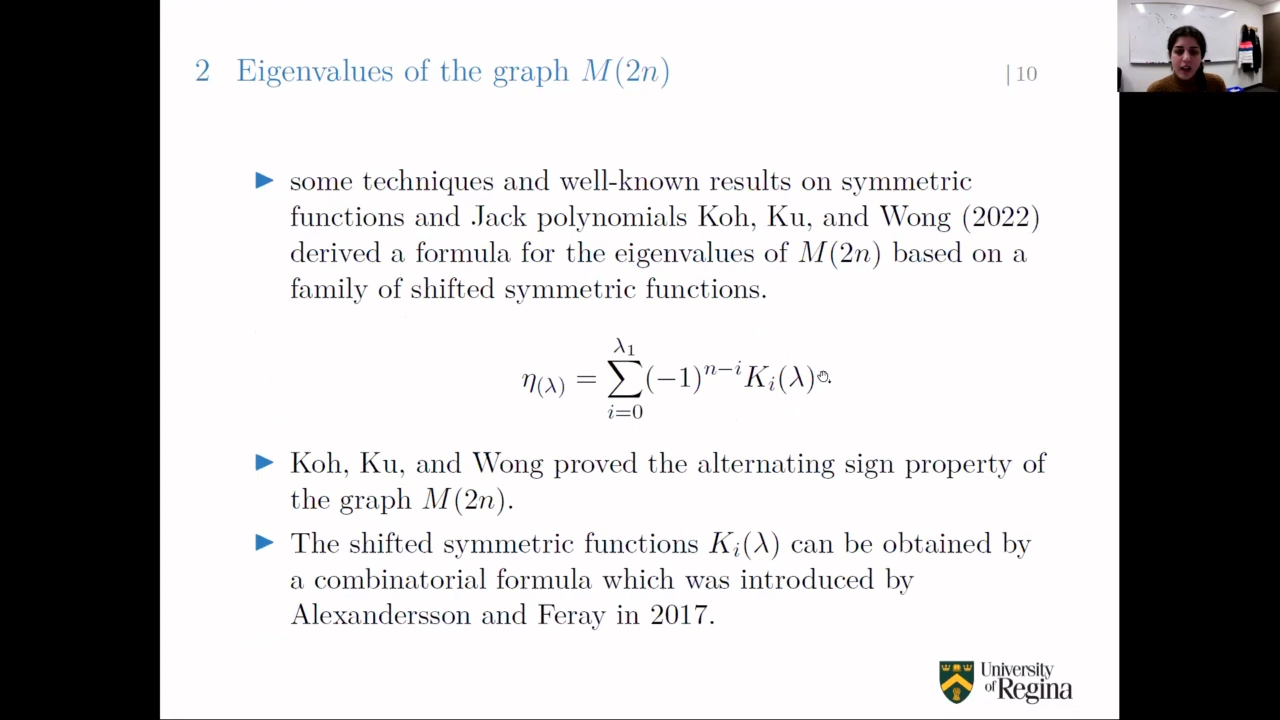 2 Eigenvalues of the graph M(2n)
| 10
▶ some techniques and well-known results on symmetric
functions and Jack polynomials Koh, Ku, and Wong (2022)
derived a formula for the eigenvalues of M(2n) based on a
family of shifted symmetric functions.
η_{(λ)} = \sum_{i=0}^{λ_1} (−1)^{n−i} K_i(λ).
▶ Koh, Ku, and Wong proved the alternating sign property of
the graph M(2n).
▶ The shifted symmetric functions K_i(λ) can be obtained by
a combinatorial formula which was introduced by
Alexandersson and Feray in 2017.
University
of Regina